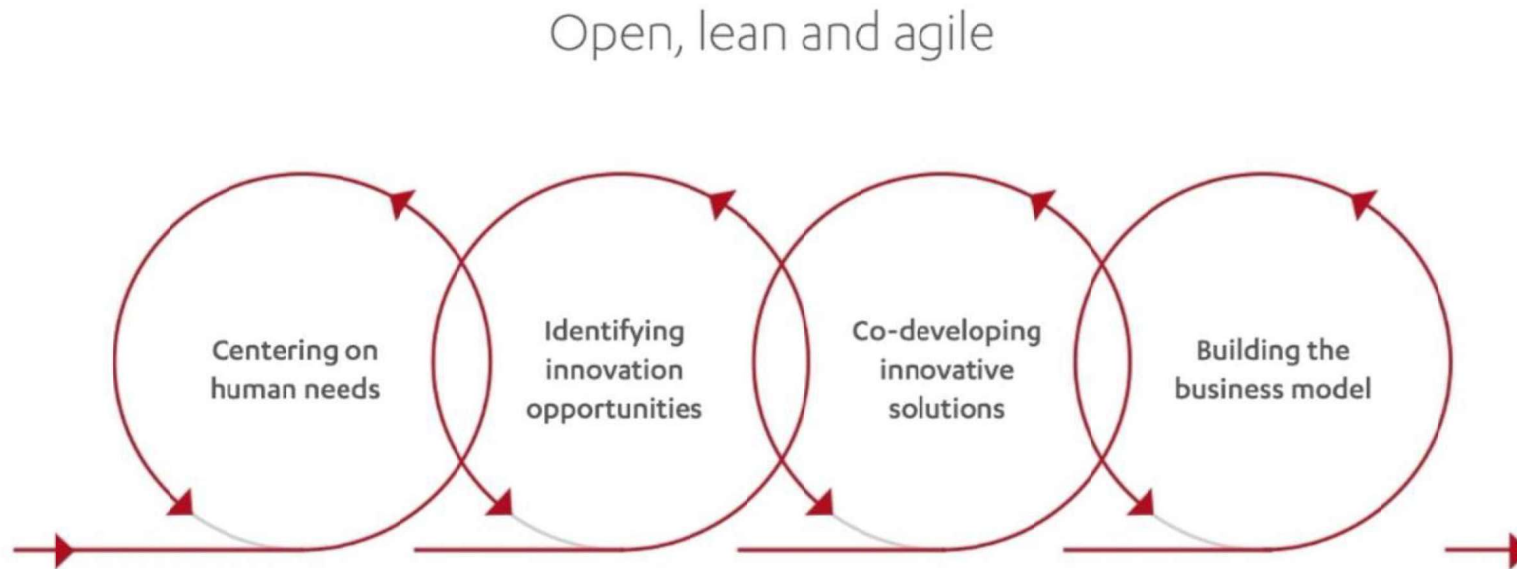 Open, lean and agile
Centering on
human needs
Identifying
innovation
opportunities
Co-developing
innovative
solutions
Building the
business model